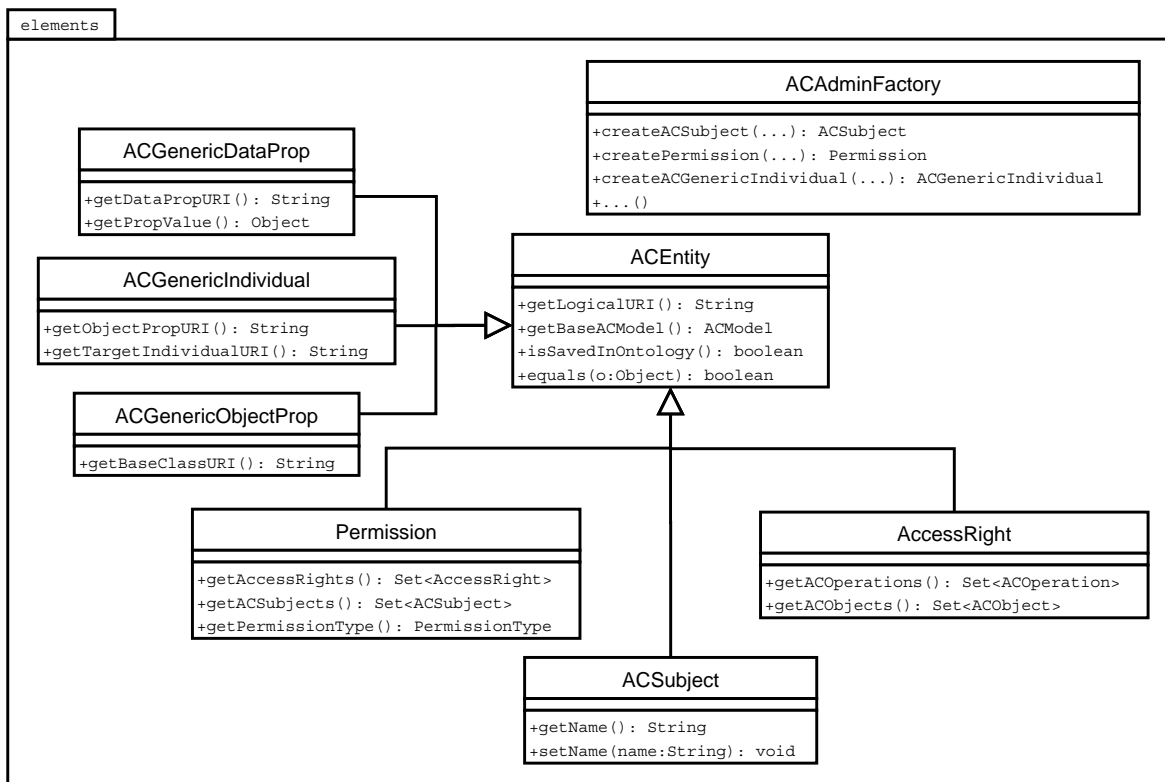 elements
ACAdminFactory
+createACSubject(...): ACSubject
+createPermission(...): Permission
+createACGenericIndividual(...): ACGenericIndividual
+...()
ACGenericDataProp
+getDataPropURI(): String
+getPropValue(): Object
ACEntity
+getLogicalURI(): String
+getBaseACModel(): ACModel
+isSavedInOntology(): boolean
+equals(o:Object): boolean
ACGenericIndividual
+getObjectPropURI(): String
+getTargetIndividualURI(): String
ACGenericObjectProp
+getBaseClassURI(): String
Permission
+getAccessRights(): Set<AccessRight>
+getACSubjects(): Set<ACSubject>
+getPermissionType(): PermissionType
AccessRight
+getACOperations(): Set<ACOperation>
+getACObjects(): Set<ACObject>
ACSubject
+getName(): String
+setName(name:String): void